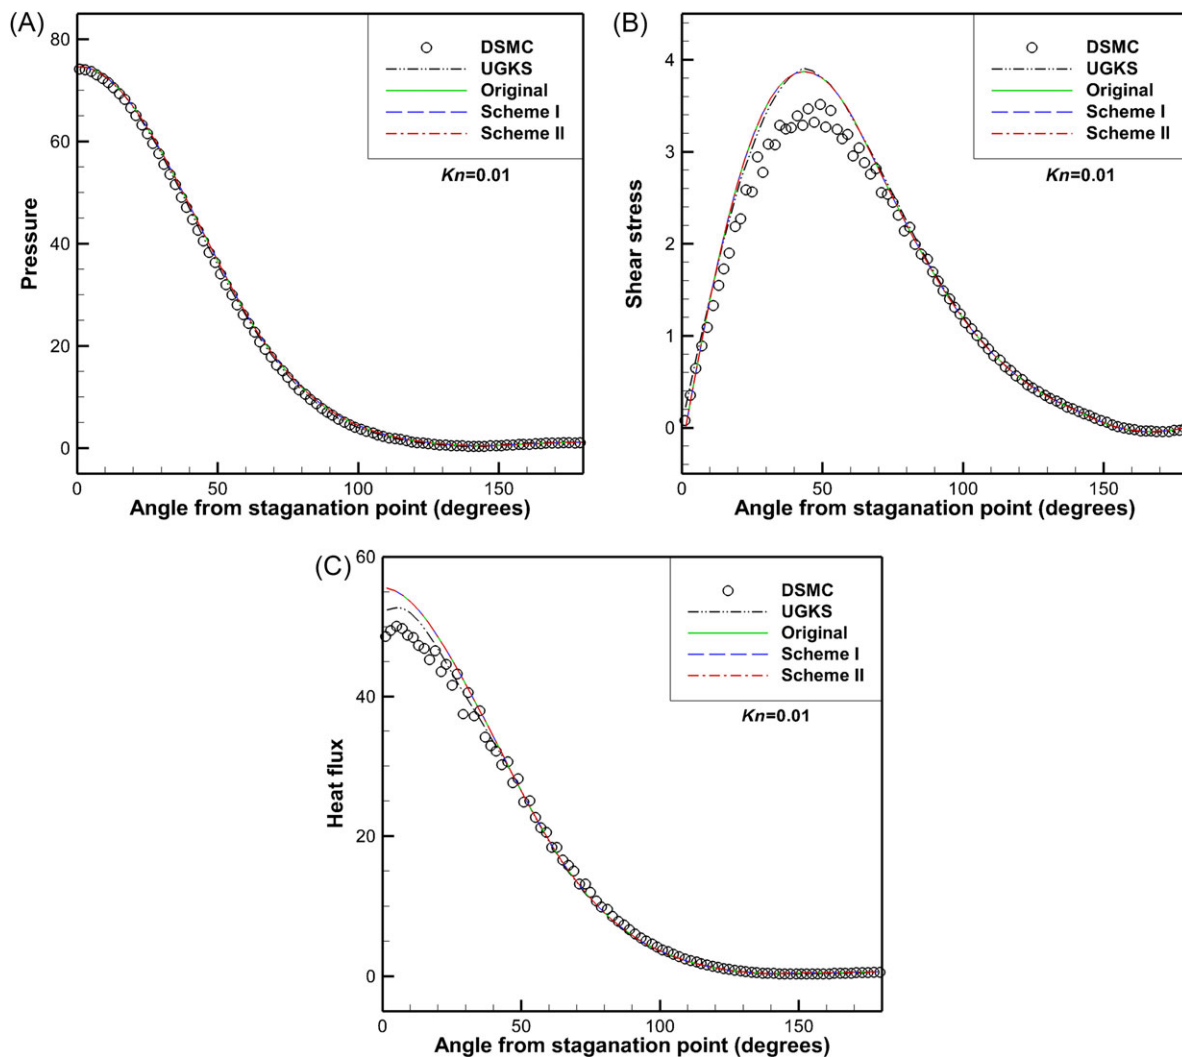 (A)
80
60
40
20
0
0
50
100
150
Pressure
Angle from staganation point (degrees)
DSMC
UGKS
Original
Scheme I
Scheme II
Kn=0.01
(B)
4
3
2
1
0
0
50
100
150
Shear stress
Angle from staganation point (degrees)
DSMC
UGKS
Original
Scheme I
Scheme II
Kn=0.01
(C)
60
40
20
0
0
50
100
150
Heat flux
Angle from staganation point (degrees)
DSMC
UGKS
Original
Scheme I
Scheme II
Kn=0.01